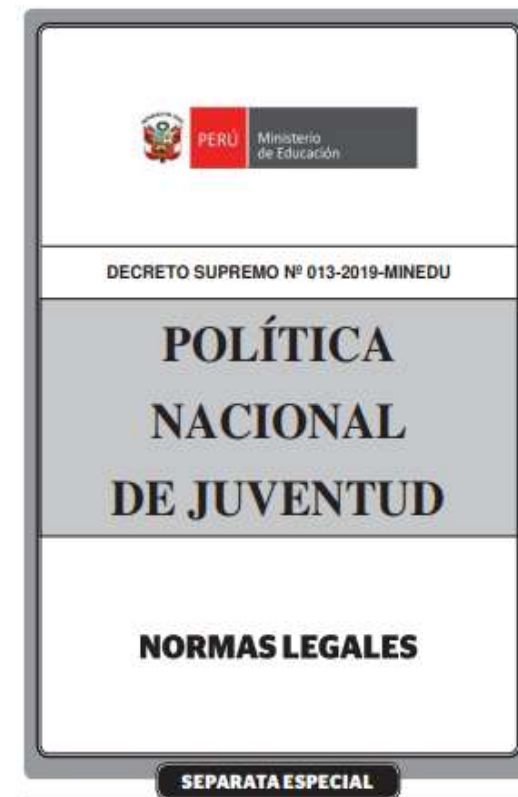 PERÚ
Ministerio
de Educación
DECRETO SUPREMO Nº 013-2019-MINEDU
POLÍTICA
NACIONAL
DE JUVENTUD
NORMAS LEGALES
SEPARATA ESPECIAL